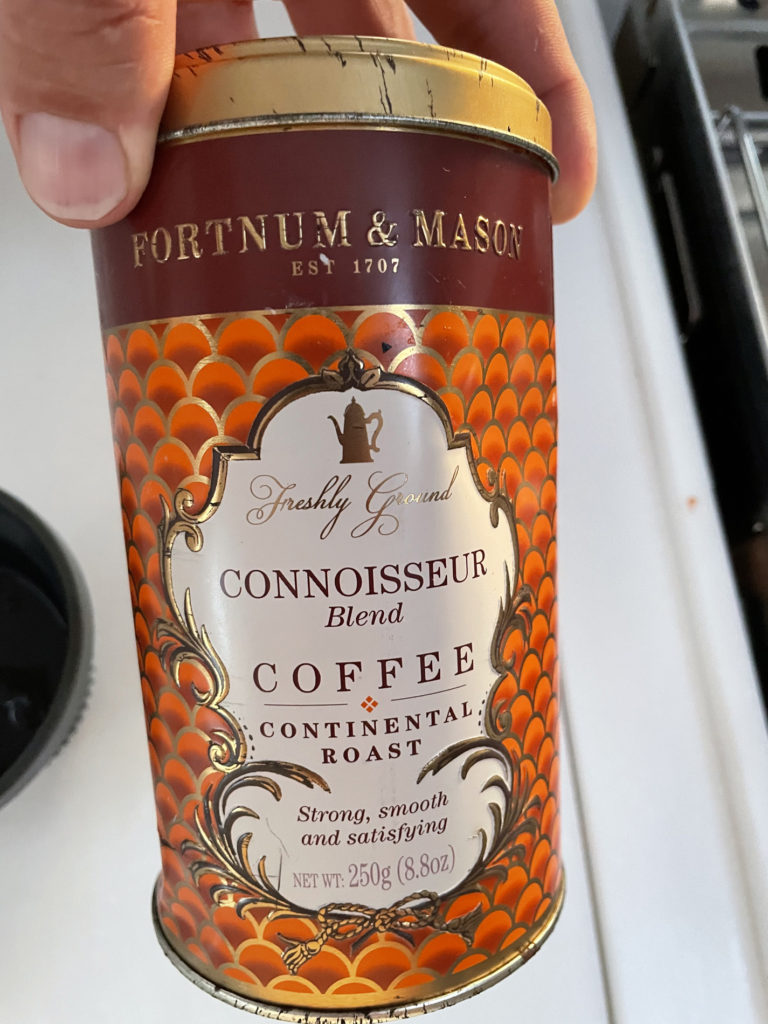 FORTNUM & MASON
EST 1707
Freshly Ground
CONNOISSEUR
Blend
COFFEE
CONTINENTAL
ROAST
Strong, smooth
and satisfying
NET WT: 250g (8.8oz)